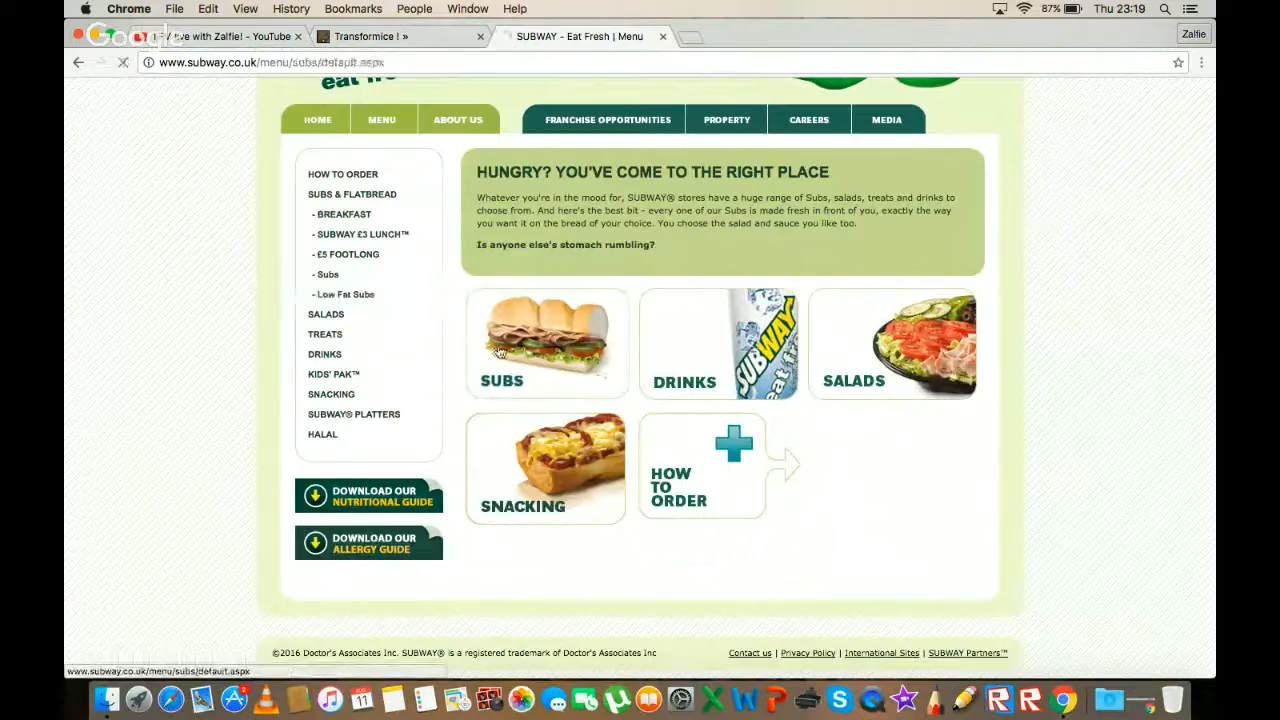 Chrome File Edit View History Bookmarks People Window Help 87% Thu 23:19
Google
Live with Zalfie! - YouTube Transformice ! » SUBWAY - Eat Fresh | Menu Zalfie
www.subway.co.uk/menu/subs/default.aspx
HOME MENU ABOUT US FRANCHISE OPPORTUNITIES PROPERTY CAREERS MEDIA
HOW TO ORDER
SUBS & FLATBREAD
- BREAKFAST
- SUBWAY £3 LUNCH™
- £5 FOOTLONG
- Subs
- Low Fat Subs
SALADS
TREATS
DRINKS
KIDS' PAK™
SNACKING
SUBWAY® PLATTERS
HALAL
DOWNLOAD OUR
NUTRITIONAL GUIDE
DOWNLOAD OUR
ALLERGY GUIDE
HUNGRY? YOU'VE COME TO THE RIGHT PLACE
Whatever you're in the mood for, SUBWAY® stores have a huge range of Subs, salads, treats and drinks to
choose from. And here's the best bit - every one of our Subs is made fresh in front of you, exactly the way
you want it on the bread of your choice. You choose the salad and sauce you like too.
Is anyone else's stomach rumbling?
SUBS
SUBWAY
DRINKS
SALADS
SNACKING
HOW
TO
ORDER
©2016 Doctor's Associates Inc. SUBWAY® is a registered trademark of Doctor's Associates Inc
Contact us | Privacy Policy | International Sites | SUBWAY Partners™
www.subway.co.uk/menu/subs/default.aspx